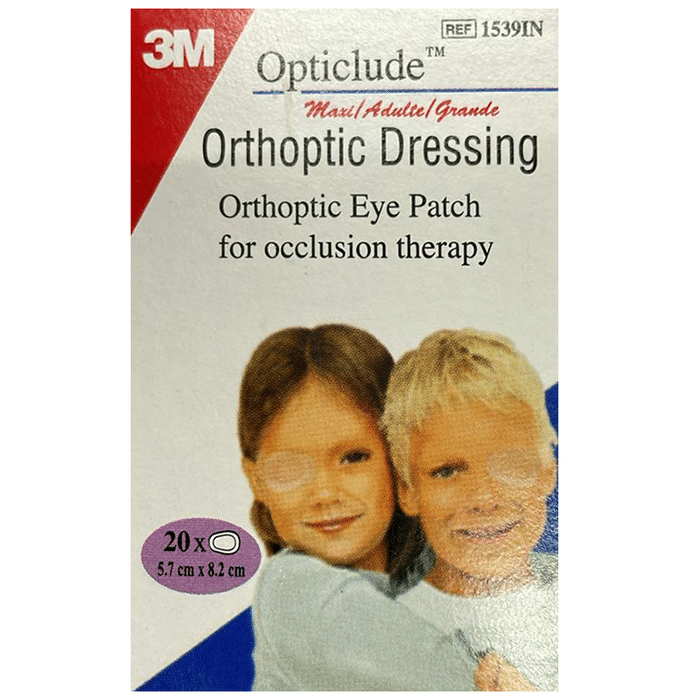 3M
REF 1539IN
Opticlude™
Maxi/Adulte/Grande
Orthoptic Dressing
Orthoptic Eye Patch
for occlusion therapy
20 x
5.7 cm x 8.2 cm